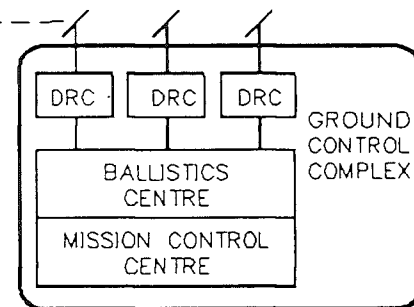 DRC DRC DRC
GROUND
CONTROL
COMPLEX
BALLISTICS
CENTRE
MISSION CONTROL
CENTRE